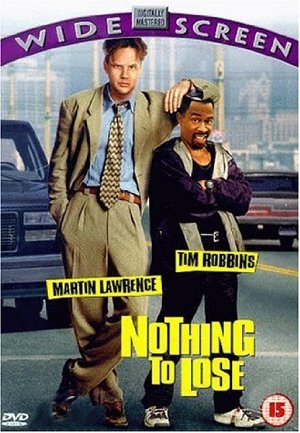 DIGITALLY
MASTERED
WIDE SCREEN
TIM ROBBINS
MARTIN LAWRENCE
NOTHING
TO LOSE
DVD
15